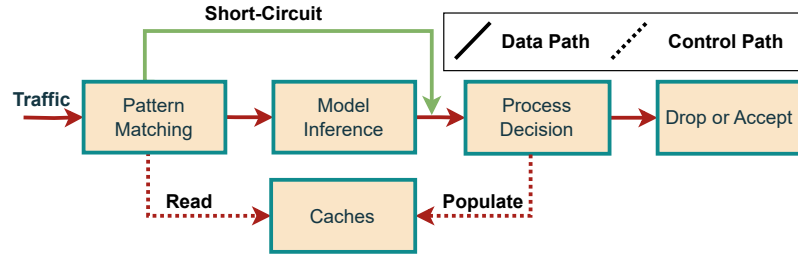 Short-Circuit
Data Path
Control Path
Traffic
Pattern
Matching
Model
Inference
Process
Decision
Drop or Accept
Read
Caches
Populate